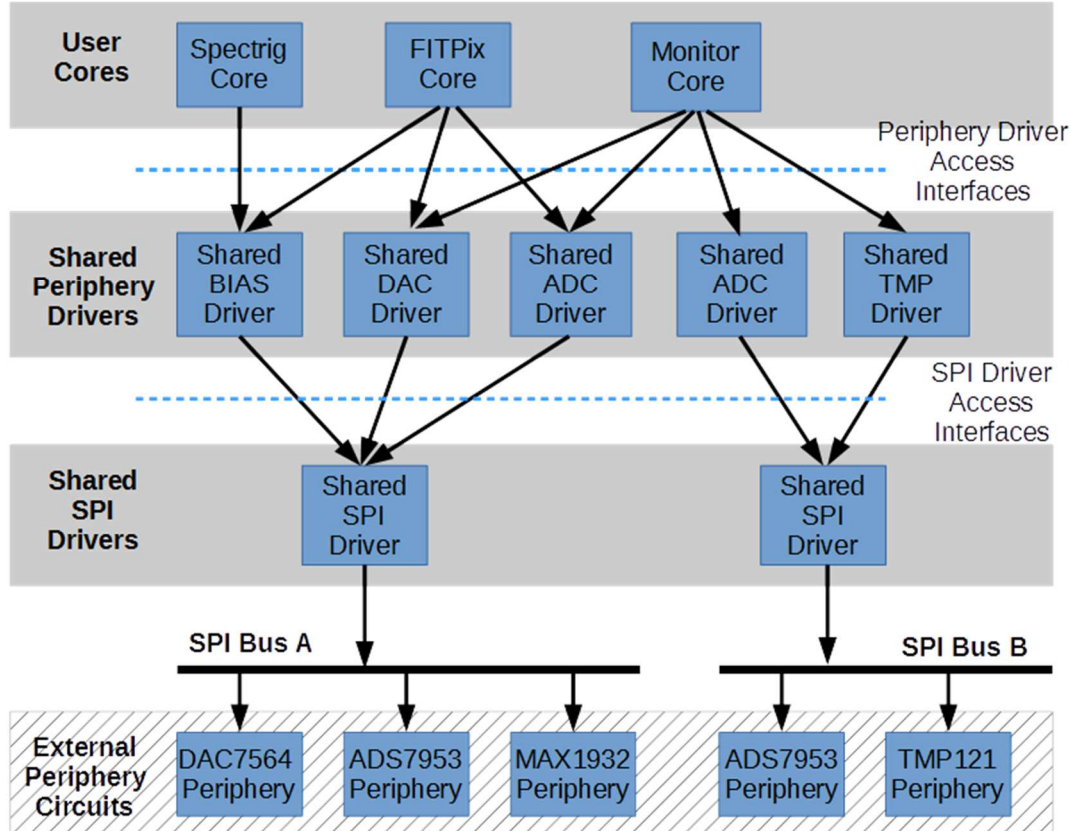 User
Cores
Spectrig
Core
FITPix
Core
Monitor
Core
Periphery Driver
Access
Interfaces
Shared
Periphery
Drivers
Shared
BIAS
Driver
Shared
DAC
Driver
Shared
ADC
Driver
Shared
ADC
Driver
Shared
TMP
Driver
SPI Driver
Access
Interfaces
Shared
SPI
Drivers
Shared
SPI
Driver
Shared
SPI
Driver
SPI Bus A
SPI Bus B
External
Periphery
Circuits
DAC7564
Periphery
ADS7953
Periphery
MAX1932
Periphery
ADS7953
Periphery
TMP121
Periphery